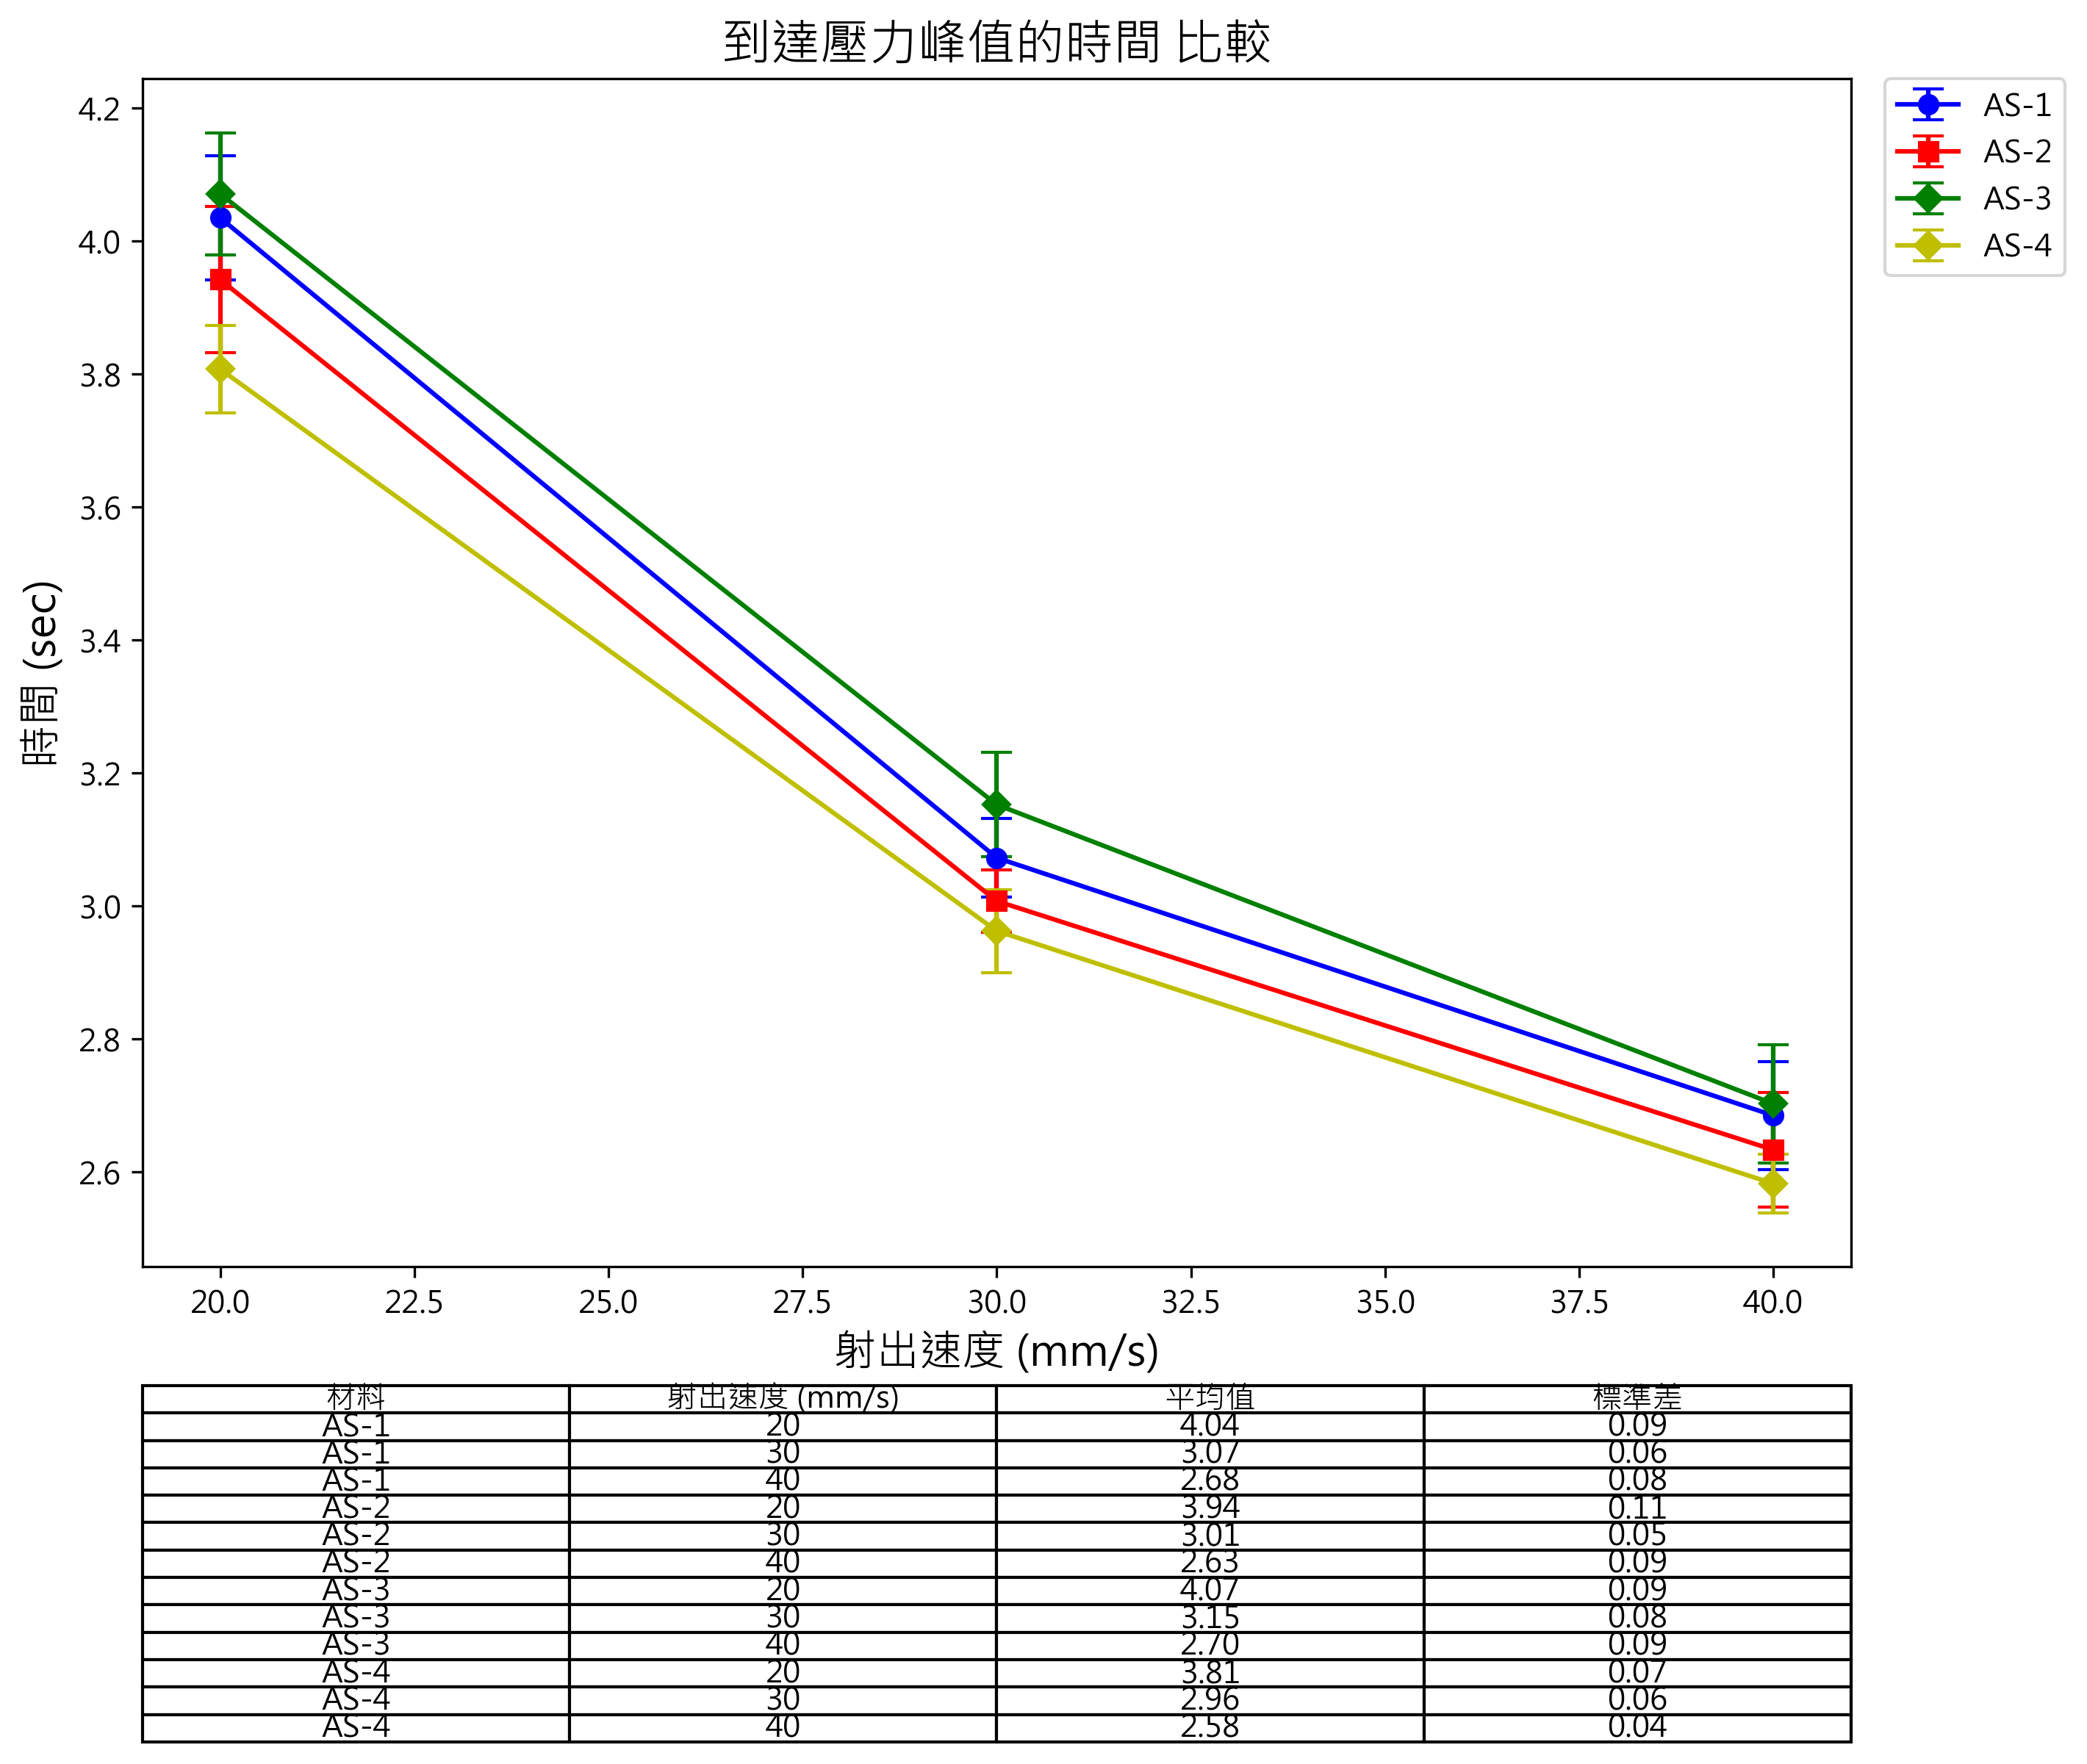 到達壓力峰值的時間 比較
4.2
4.0
3.8
3.6
3.4
3.2
3.0
2.8
2.6
時間 (sec)
AS-1
AS-2
AS-3
AS-4
20.0 22.5 25.0 27.5 30.0 32.5 35.0 37.5 40.0
射出速度 (mm/s)
材料 射出速度 (mm/s) 平均值 標準差
AS-1 20 4.04 0.09
AS-1 30 3.07 0.06
AS-1 40 2.68 0.08
AS-2 20 3.94 0.11
AS-2 30 3.01 0.05
AS-2 40 2.63 0.09
AS-3 20 4.07 0.09
AS-3 30 3.15 0.08
AS-3 40 2.70 0.09
AS-4 20 3.81 0.07
AS-4 30 2.96 0.06
AS-4 40 2.58 0.04